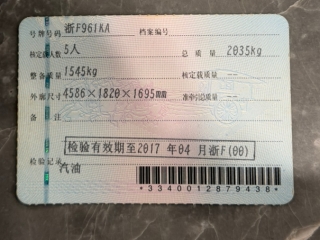 号牌号码 浙F961KA 档案编号
核定载人数 5人 总质量 2035kg
整备质量 1545kg 核定载质量 --
外廓尺寸 4586×1820×1695 准牵引总质量 --
备注
检验有效期至2017年04月浙F(00)
检验记录
汽油
*3340012879438*